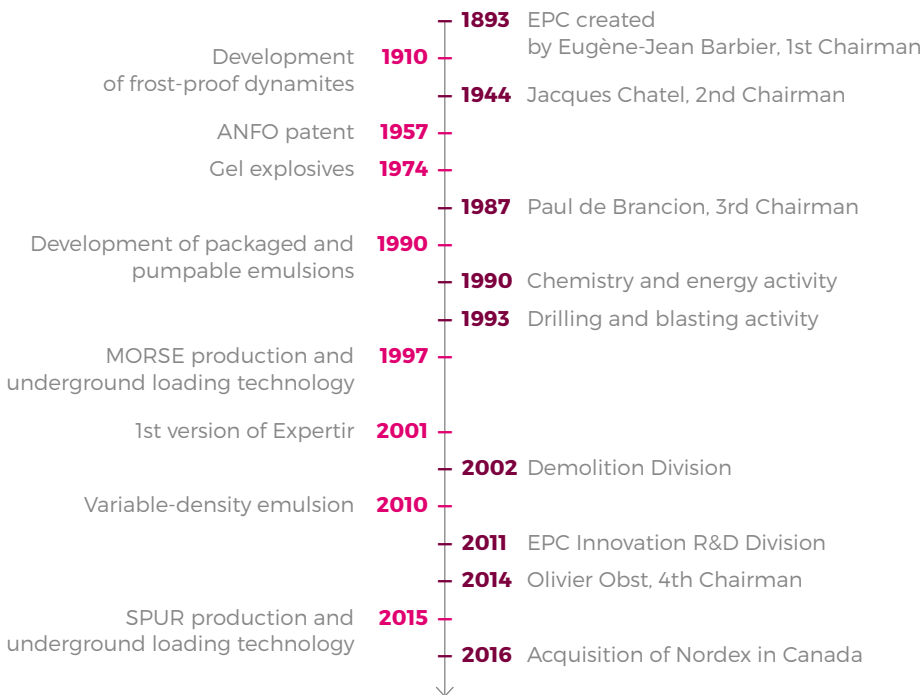 1893 EPC created
by Eugène-Jean Barbier, 1st Chairman
Development 1910
of frost-proof dynamites
1944 Jacques Chatel, 2nd Chairman
ANFO patent 1957
Gel explosives 1974
1987 Paul de Brancion, 3rd Chairman
Development of packaged and 1990
pumpable emulsions
1990 Chemistry and energy activity
1993 Drilling and blasting activity
MORSE production and 1997
underground loading technology
1st version of Expertir 2001
2002 Demolition Division
Variable-density emulsion 2010
2011 EPC Innovation R&D Division
2014 Olivier Obst, 4th Chairman
SPUR production and 2015
underground loading technology
2016 Acquisition of Nordex in Canada